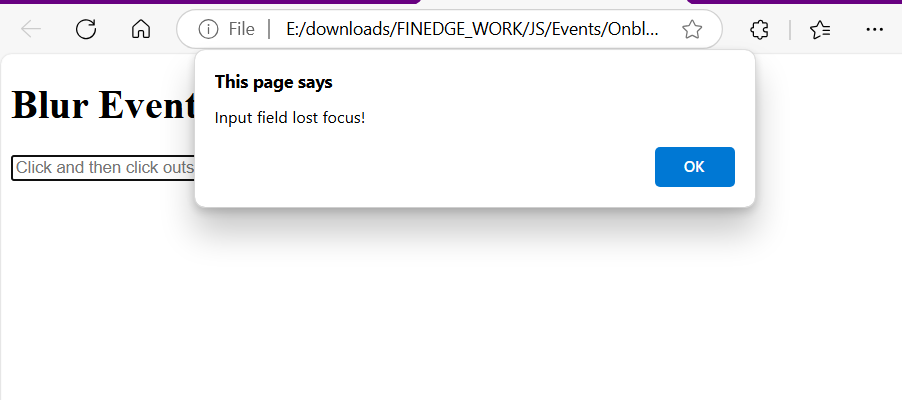 File
E:/downloads/FINEDGE_WORK/JS/Events/Onbl...
This page says
Input field lost focus!
OK
Blur Event
Click and then click outs